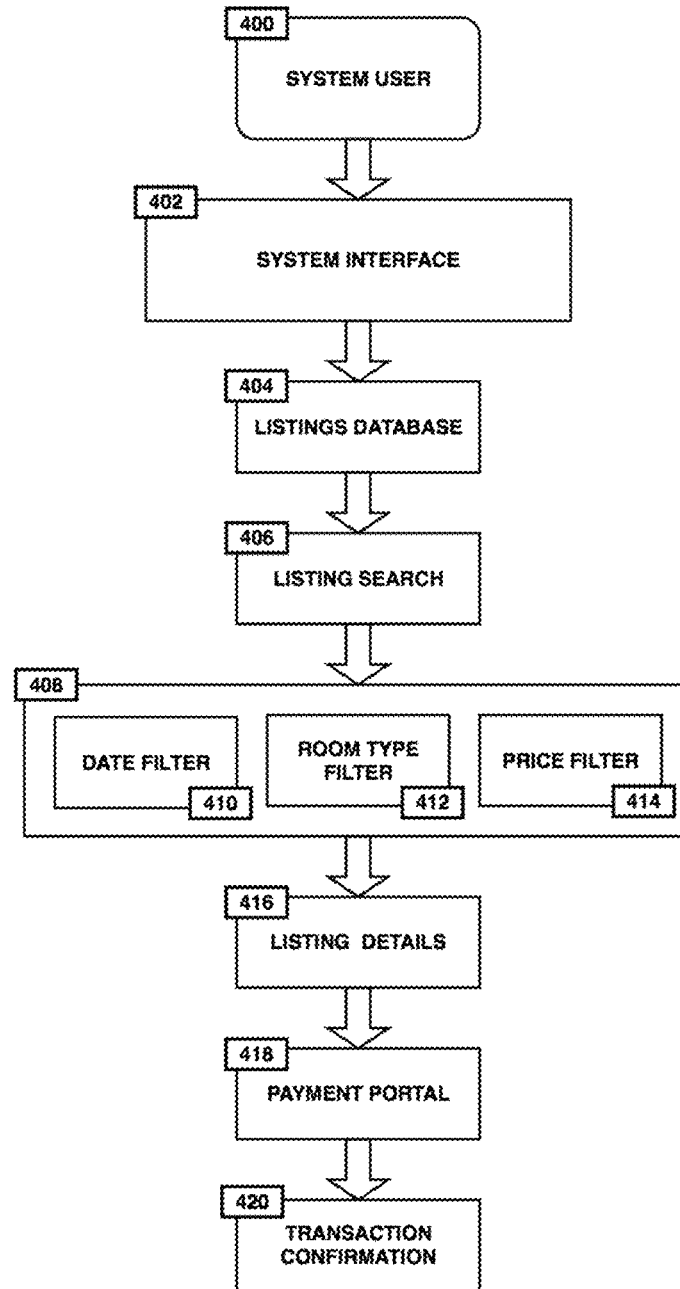 400
SYSTEM USER
402
SYSTEM INTERFACE
404
LISTINGS DATABASE
406
LISTING SEARCH
408
DATE FILTER
410
ROOM TYPE
FILTER
412
PRICE FILTER
414
416
LISTING DETAILS
418
PAYMENT PORTAL
420
TRANSACTION
CONFIRMATION